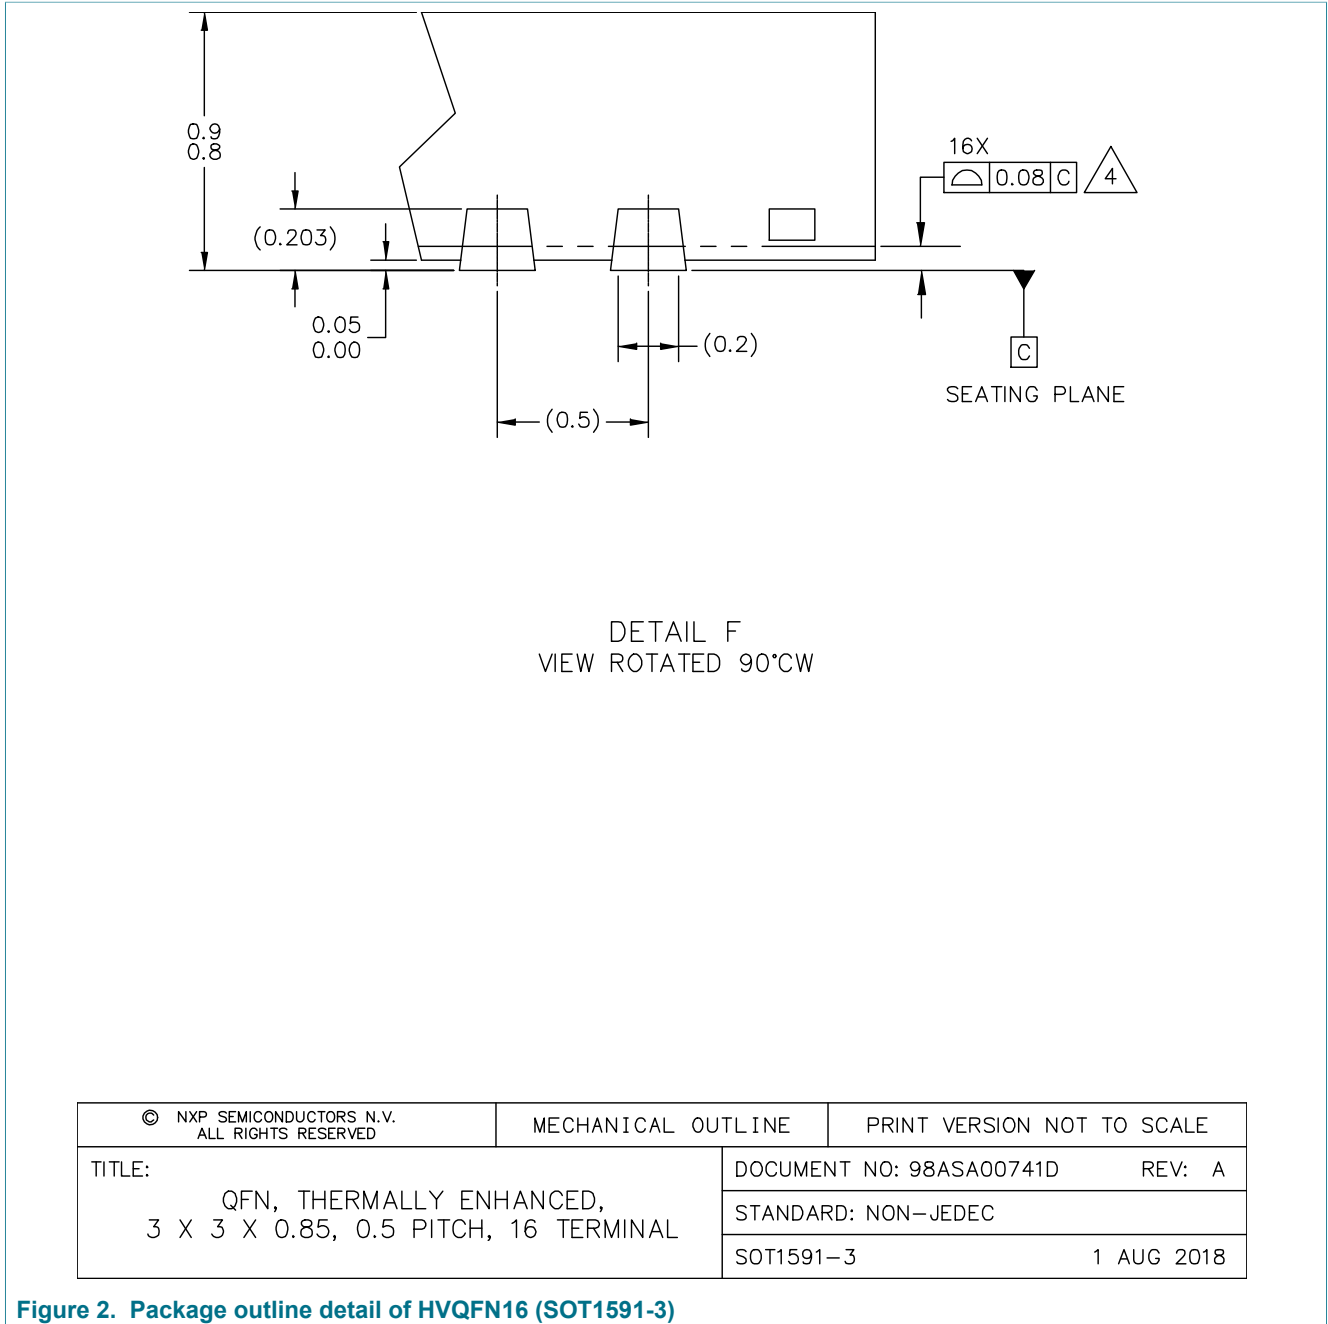 0.9
0.8
16X
0.08 C
4
(0.203)
0.05
0.00
(0.2)
C
SEATING PLANE
(0.5)
DETAIL F
VIEW ROTATED 90°CW
© NXP SEMICONDUCTORS N.V.
ALL RIGHTS RESERVED
MECHANICAL OUTLINE
PRINT VERSION NOT TO SCALE
TITLE:
QFN, THERMALLY ENHANCED,
3 X 3 X 0.85, 0.5 PITCH, 16 TERMINAL
DOCUMENT NO: 98ASA00741D REV: A
STANDARD: NON-JEDEC
SOT1591-3 1 AUG 2018
Figure 2. Package outline detail of HVQFN16 (SOT1591-3)